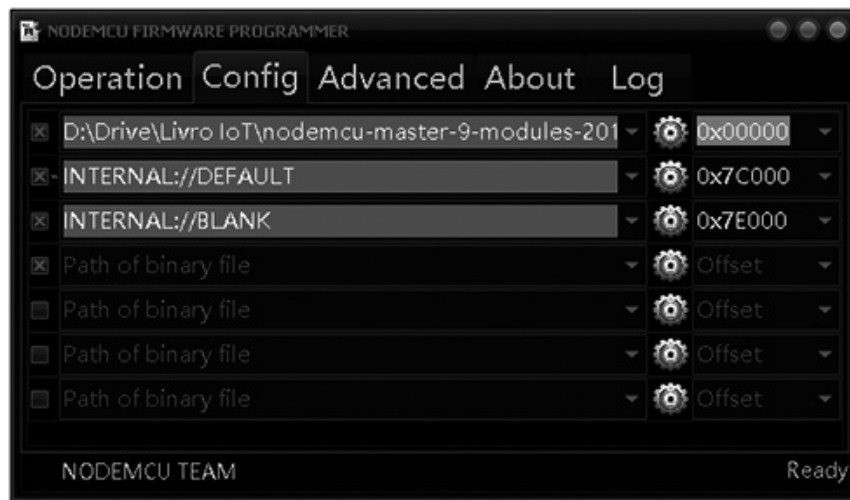 NODEMCU FIRMWARE PROGRAMMER
Operation Config Advanced About Log
D:\Drive\Livro IoT\nodemcu-master-9-modules-201 0x00000
INTERNAL://DEFAULT 0x7C000
INTERNAL://BLANK 0x7E000
Path of binary file Offset
Path of binary file Offset
Path of binary file Offset
Path of binary file Offset
NODEMCU TEAM Ready